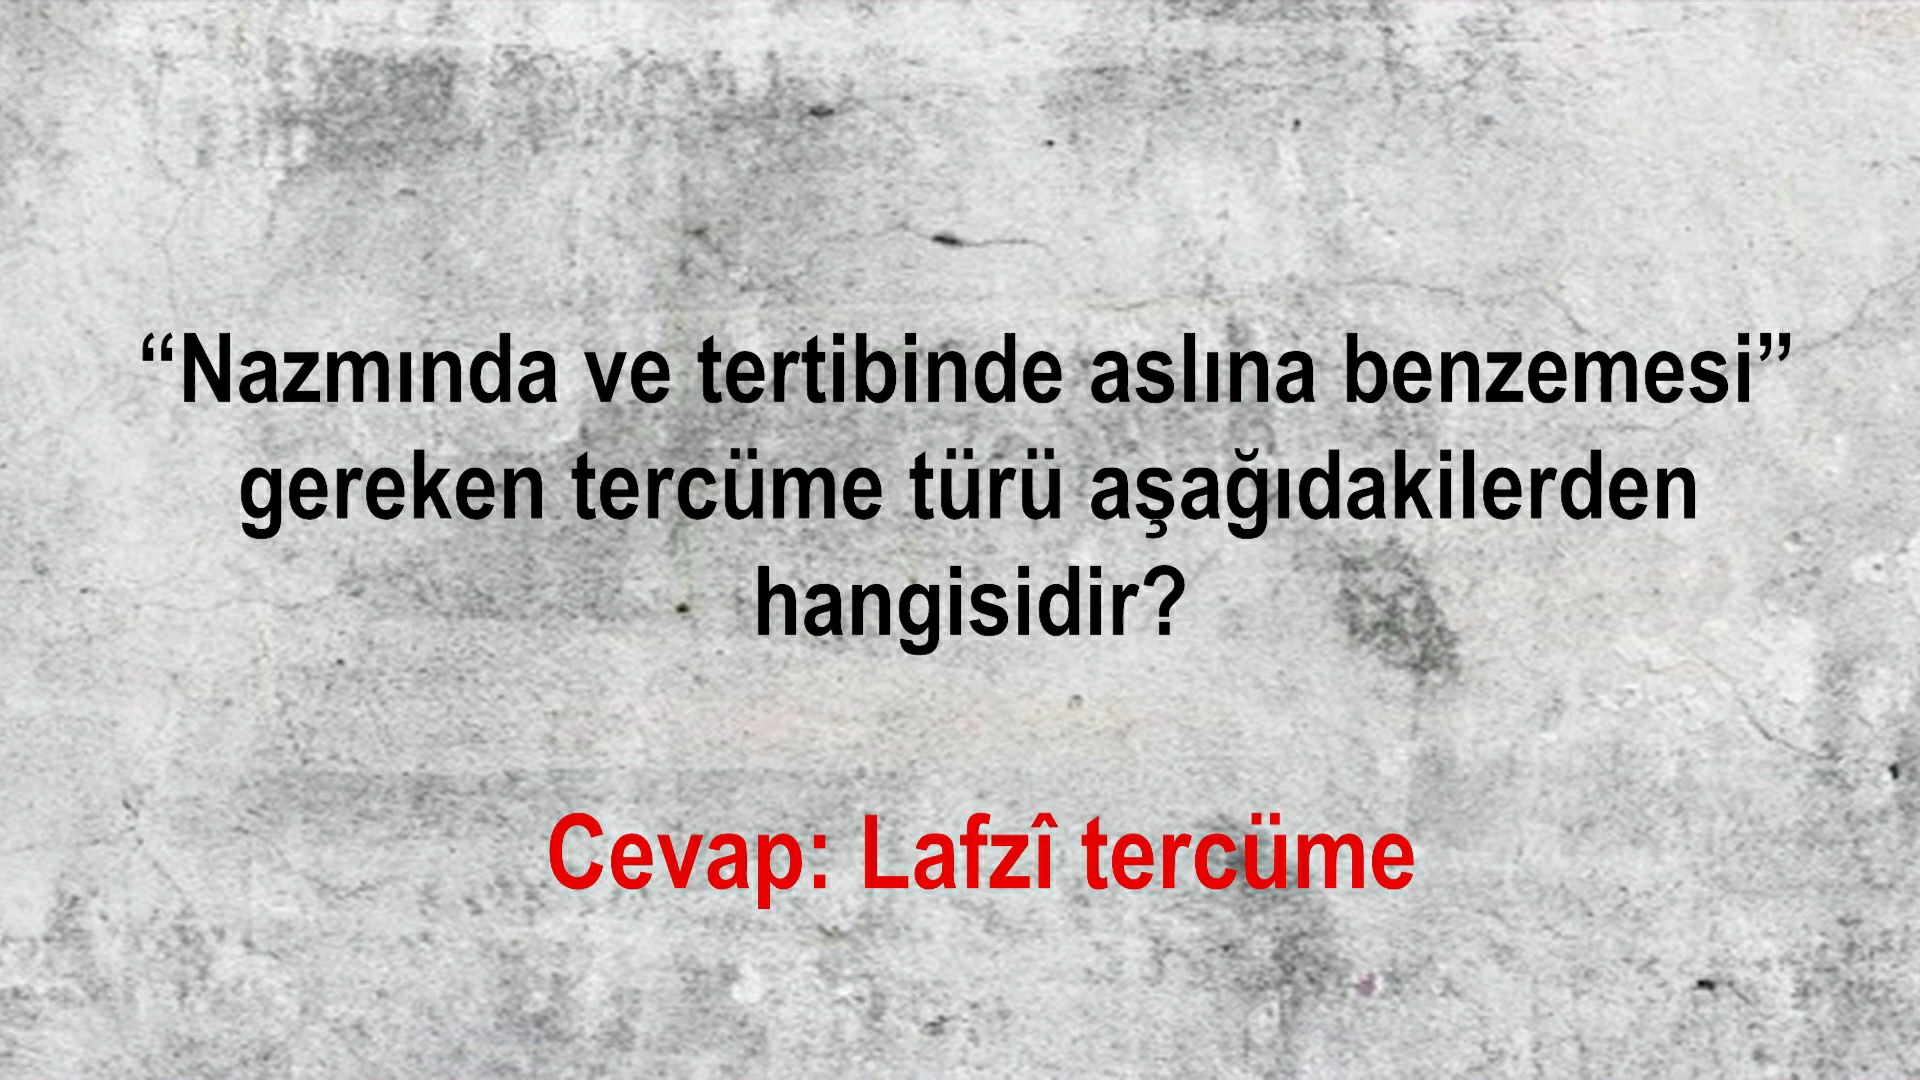 “Nazmında ve tertibinde aslına benzemesi”
gereken tercüme türü aşağıdakilerden
hangisidir?
Cevap: Lafzî tercüme